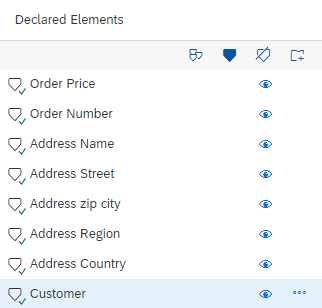 Declared Elements
Order Price
Order Number
Address Name
Address Street
Address zip city
Address Region
Address Country
Customer